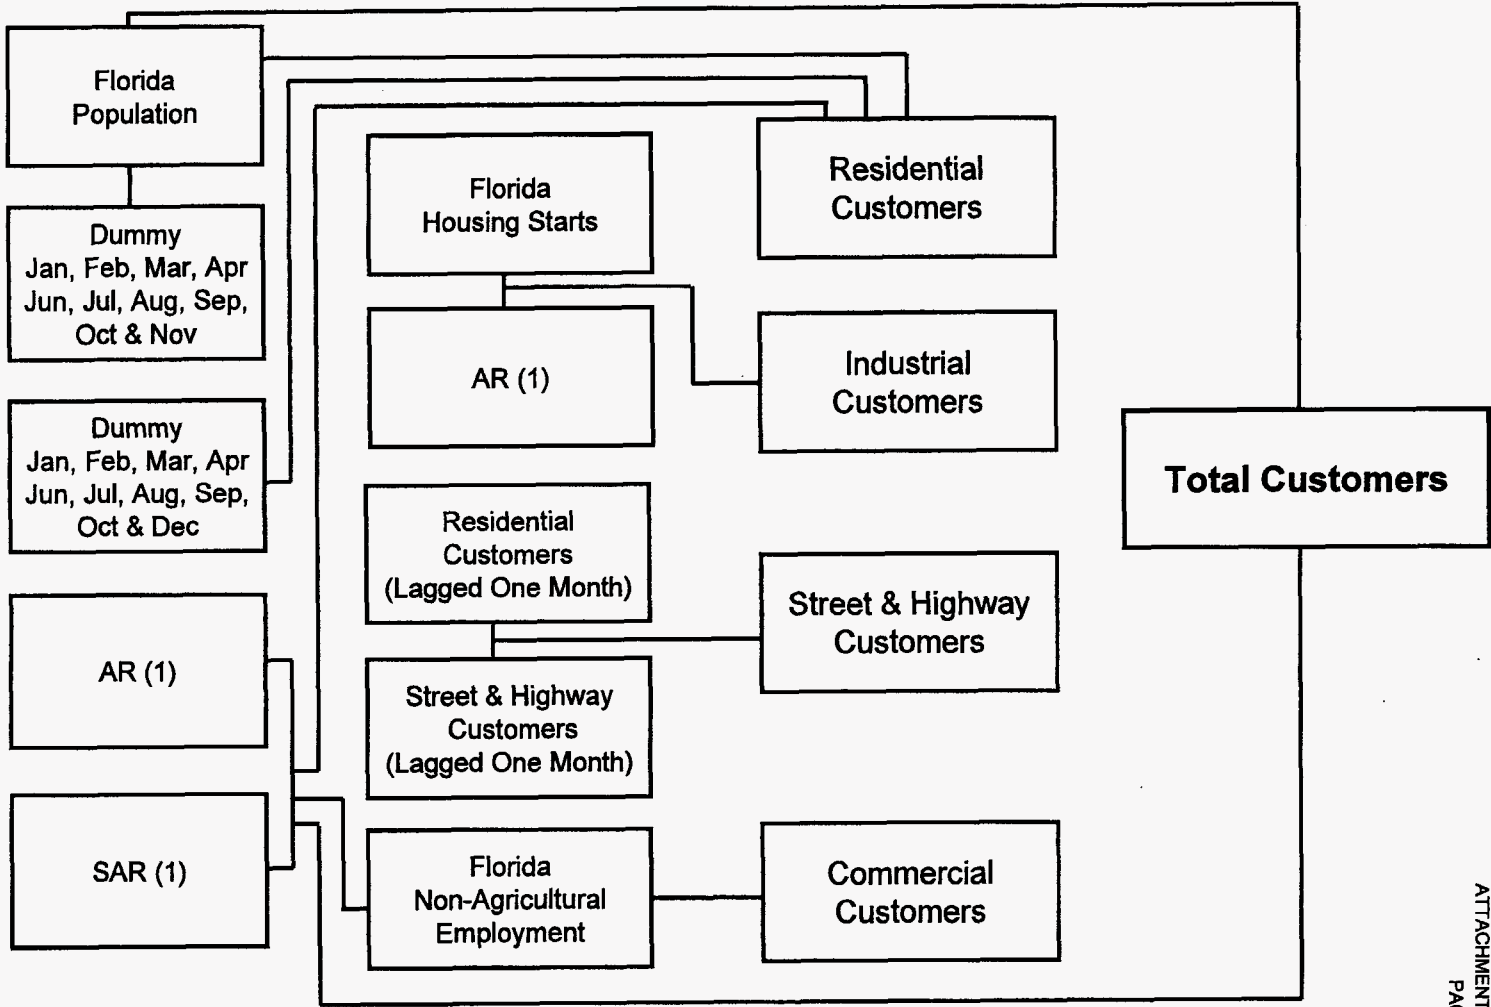 Florida
Population
Dummy
Jan, Feb, Mar, Apr
Jun, Jul, Aug, Sep,
Oct & Nov
Dummy
Jan, Feb, Mar, Apr
Jun, Jul, Aug, Sep,
Oct & Dec
AR (1)
SAR (1)
Florida
Housing Starts
AR (1)
Residential
Customers
(Lagged One Month)
Street & Highway
Customers
(Lagged One Month)
Florida
Non-Agricultural
Employment
Residential
Customers
Industrial
Customers
Street & Highway
Customers
Commercial
Customers
Total Customers
ATTACHMENT